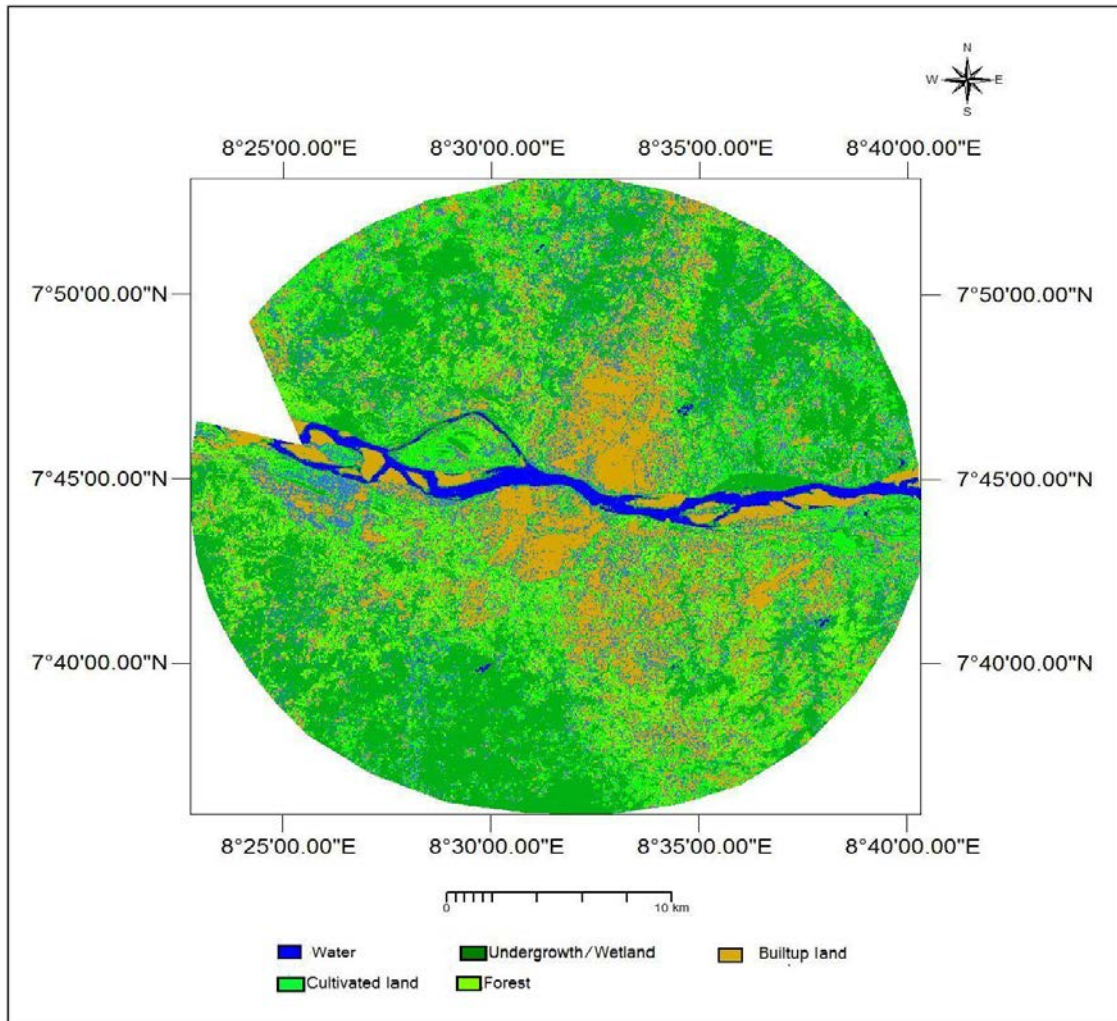 N
W E
S
8°25'00.00"E 8°30'00.00"E 8°35'00.00"E 8°40'00.00"E
7°50'00.00"N 7°50'00.00"N
7°45'00.00"N 7°45'00.00"N
7°40'00.00"N 7°40'00.00"N
8°25'00.00"E 8°30'00.00"E 8°35'00.00"E 8°40'00.00"E
0 10 km
Water Undergrowth/Wetland Builtup land
Cultivated land Forest